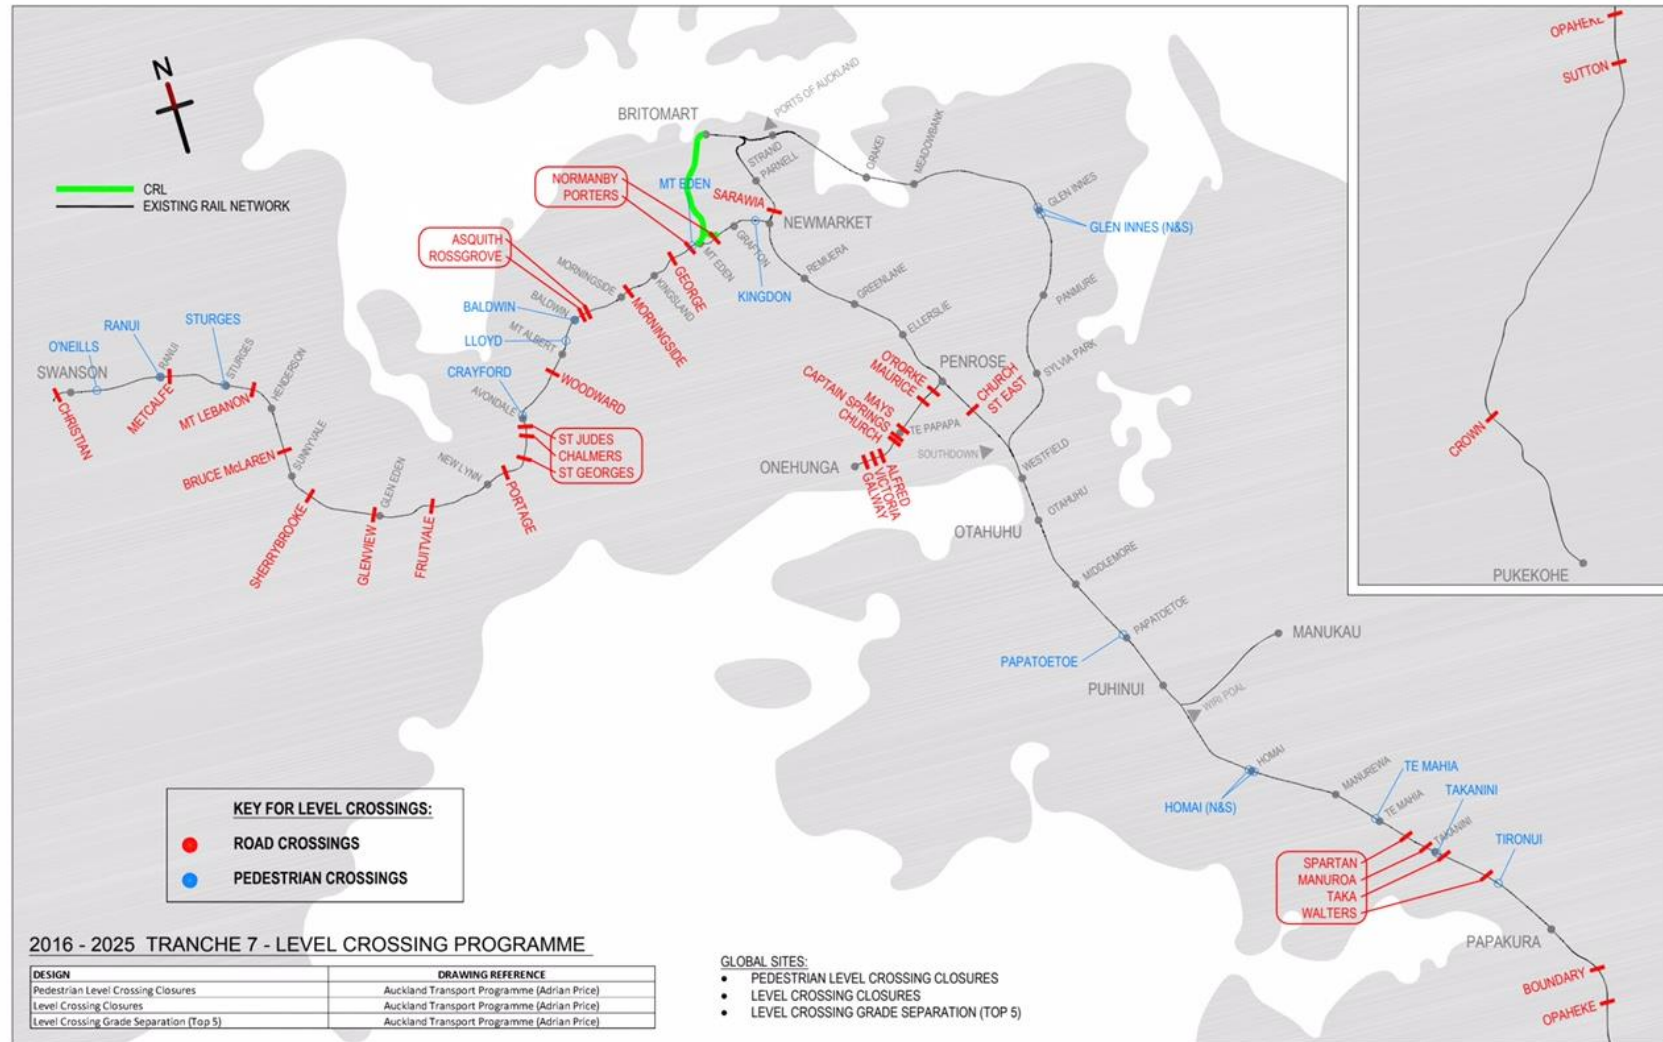 N
CRL
EXISTING RAIL NETWORK
BRITOMART
PORTS OF AUCKLAND
STRAND
PARNELL
ORAKEI
MEADOWBANK
NORMANBY
PORTERS
MT EDEN
SARAWIA
NEWMARKET
GLEN INNES
GLEN INNES (N&S)
ASQUITH
ROSSGROVE
GRAFTON
MT EDEN
KINGDON
REMUERA
GREENLANE
ELLERSLIE
PANMURE
SYLVIA PARK
GEORGE
KINGSLAND
MORNINGSIDE
MORNINGSIDE
BALDWIN
BALDWIN
LLOYD
MT ALBERT
CRAYFORD
AVONDALE
WOODWARD
ST JUDES
CHALMERS
ST GEORGES
PORTAGE
NEW LYNN
FRUITVALE
GLEN EDEN
GLENVIEW
SHERRYBROOKE
SUNNYVALE
BRUCE McLAREN
HENDERSON
MT LEBANON
STURGES
STURGES
METCALFE
RANUI
RANUI
O'NEILLS
SWANSON
CHRISTIAN
PENROSE
O'RORKE
MAURICE
MAYS
CAPTAIN SPRINGS
CHURCH
TE PAPAPA
CHURCH
ST EAST
ONEHUNGA
ALFRED
VICTORIA
GALWAY
SOUTHDOWN
WESTFIELD
OTAHUHU
OTAHUHU
MIDDLEMORE
PAPATOETOE
PAPATOETOE
MANUKAU
PUHINUI
WIRI POAL
HOMAI
HOMAI (N&S)
MANUREWA
TE MAHIA
TE MAHIA
TAKANINI
TAKANINI
TIRONUI
SPARTAN
MANUROA
TAKA
WALTERS
PAPAKURA
BOUNDARY
OPAHEKE
OPAHEKE
SUTTON
CROWN
PUKEKOHE
KEY FOR LEVEL CROSSINGS:
ROAD CROSSINGS
PEDESTRIAN CROSSINGS
2016 - 2025 TRANCHE 7 - LEVEL CROSSING PROGRAMME
DESIGN DRAWING REFERENCE
Pedestrian Level Crossing Closures Auckland Transport Programme (Adrian Price)
Level Crossing Closures Auckland Transport Programme (Adrian Price)
Level Crossing Grade Separation (Top 5) Auckland Transport Programme (Adrian Price)
GLOBAL SITES:
• PEDESTRIAN LEVEL CROSSING CLOSURES
• LEVEL CROSSING CLOSURES
• LEVEL CROSSING GRADE SEPARATION (TOP 5)